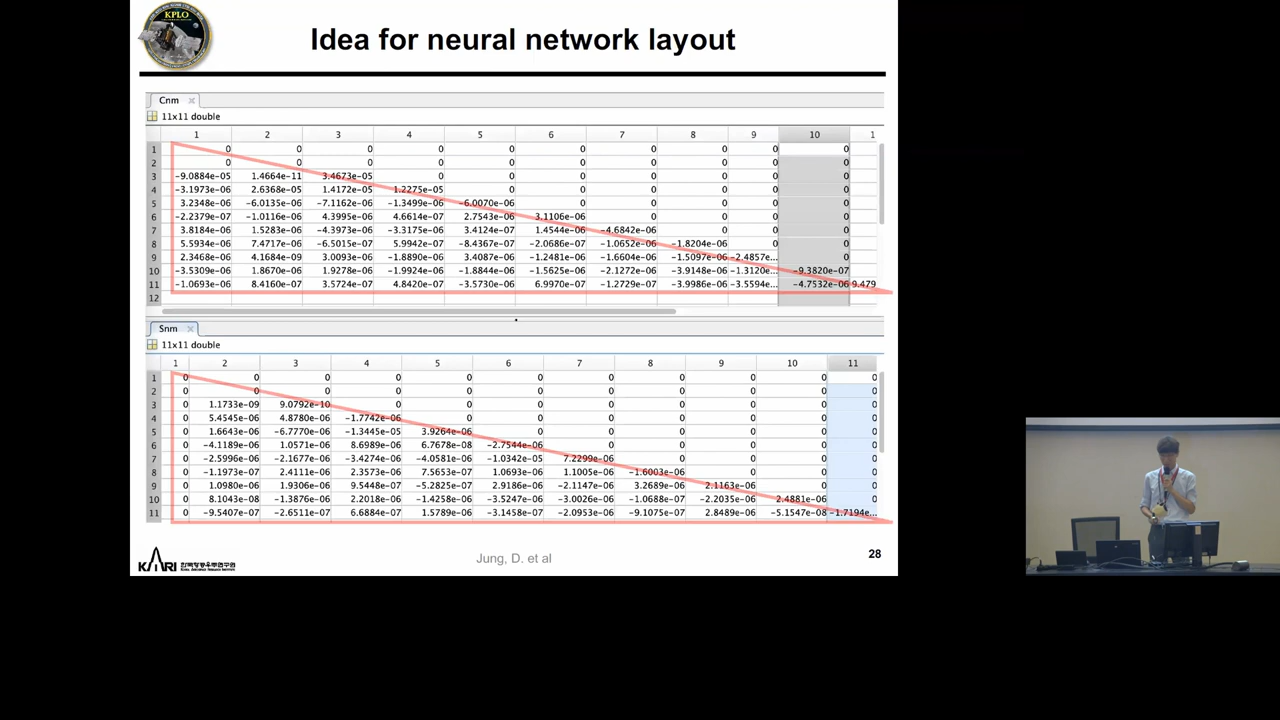 KPLO
Idea for neural network layout
Cnm
11x11 double
1 2 3 4 5 6 7 8 9 10 1
1 0 0 0 0 0 0 0 0 0 0
2 0 0 0 0 0 0 0 0 0 0
3 -9.0884e-05 1.4664e-11 3.4673e-05 0 0 0 0 0 0 0
4 -3.1973e-06 2.6368e-05 1.4172e-05 1.2275e-05 0 0 0 0 0 0
5 3.2348e-06 -6.0135e-06 -7.1162e-06 -1.3499e-06 -6.0070e-06 0 0 0 0 0
6 -2.2379e-07 -1.0116e-06 4.3995e-06 4.6614e-07 2.7543e-06 3.1106e-06 0 0 0 0
7 3.8184e-06 1.5283e-06 -4.3973e-06 -3.3175e-06 3.4124e-07 1.4544e-06 -4.6842e-06 0 0 0
8 5.5934e-06 7.4717e-06 -6.5015e-07 5.9942e-07 -8.4367e-07 -2.0686e-07 -1.0652e-06 -1.8204e-06 0 0
9 2.3468e-06 4.1684e-09 3.0093e-06 -1.8890e-06 3.4087e-06 -1.2481e-06 -1.6604e-06 -1.5097e-06 -2.4857e... 0
10 -3.5309e-06 1.8670e-06 1.9278e-06 -1.9924e-06 -1.8844e-06 -1.5625e-06 -2.1272e-06 -3.9148e-06 -1.3120e... -9.3820e-07
11 -1.0693e-06 8.4160e-07 3.5724e-07 4.8420e-07 -3.5730e-06 6.9970e-07 -1.2729e-07 -3.9986e-06 -3.5594e... -4.7532e-06 9.479
12
Snm
11x11 double
1 2 3 4 5 6 7 8 9 10 11
1 0 0 0 0 0 0 0 0 0 0 0
2 0 0 0 0 0 0 0 0 0 0 0
3 0 1.1733e-09 9.0792e-10 0 0 0 0 0 0 0 0
4 0 5.4545e-06 4.8780e-06 -1.7742e-06 0 0 0 0 0 0 0
5 0 1.6643e-06 -6.7770e-06 -1.3445e-05 3.9264e-06 0 0 0 0 0 0
6 0 -4.1189e-06 1.0571e-06 8.6989e-06 6.7678e-08 -2.7544e-06 0 0 0 0 0
7 0 -2.5996e-06 -2.1677e-06 -3.4274e-06 -4.0581e-06 -1.0342e-05 7.2299e-06 0 0 0 0
8 0 -1.1973e-07 2.4111e-06 2.3573e-06 7.5653e-07 1.0693e-06 1.1005e-06 -1.6003e-06 0 0 0
9 0 1.0980e-06 1.9306e-06 9.5448e-07 -5.2825e-07 2.9186e-06 -2.1147e-06 3.2689e-06 2.1163e-06 0 0
10 0 8.1043e-08 -1.3876e-06 2.2018e-06 -1.4258e-06 -3.5247e-06 -3.0026e-06 -1.0688e-07 -2.2035e-06 2.4881e-06 0
11 0 -9.5407e-07 -2.6511e-07 6.6884e-07 1.5789e-06 -3.1458e-07 -2.0953e-06 -9.1075e-07 2.8489e-06 -5.1547e-08 -1.7194e...
KARI 한국항공우주연구원
Jung, D. et al
28